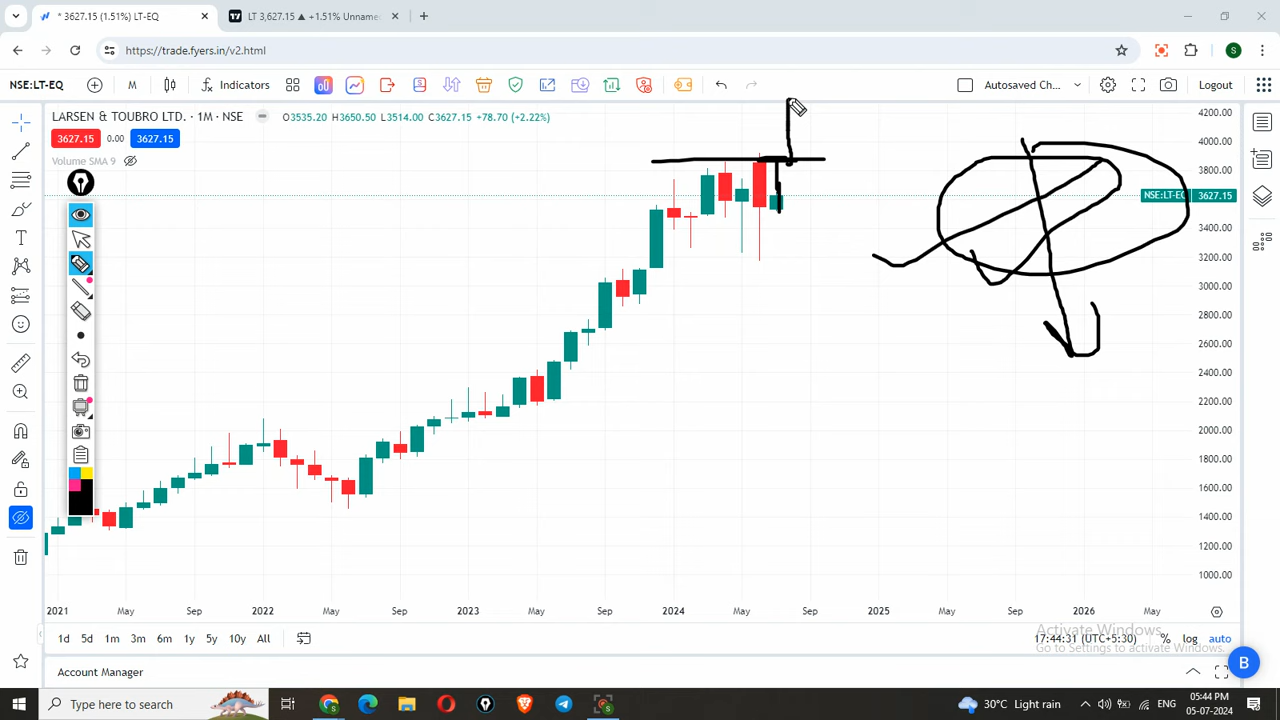 * 3627.15 (1.51%) LT-EQ
LT 3,627.15 ▲ +1.51% Unname
https://trade.fyers.in/v2.html
S
NSE:LT-EQ
M
Indicators
Autosaved Ch...
Logout
LARSEN & TOUBRO LTD. · 1M · NSE
O3535.20 H3650.50 L3514.00 C3627.15 +78.70 (+2.22%)
3627.15
0.00
3627.15
Volume SMA 9
4200.00
4000.00
3800.00
NSE:LT-EQ 3627.15
3400.00
3200.00
3000.00
2800.00
2600.00
2400.00
2200.00
2000.00
1800.00
1600.00
1400.00
1200.00
1000.00
2021 May Sep 2022 May Sep 2023 May Sep 2024 May Sep 2025 May Sep 2026 May
1d 5d 1m 3m 6m 1y 5y 10y All
17:44:31 (UTC+5:30) % log auto
Activate Windows
Go to Settings to activate Windows.
Account Manager
B
Type here to search
30°C Light rain
ENG
05:44 PM
05-07-2024